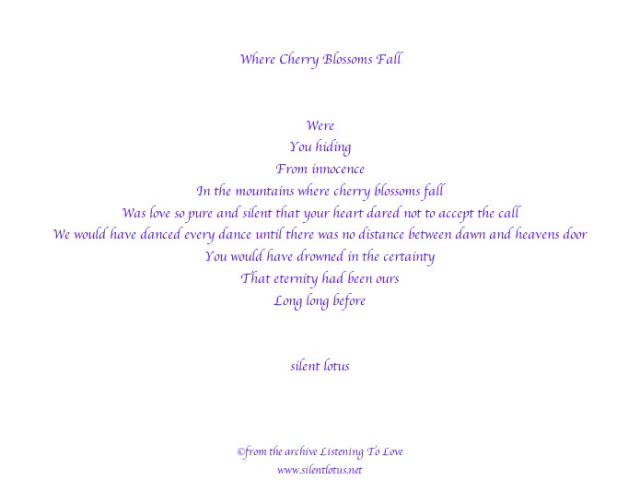 Where Cherry Blossoms Fall
Were
You hiding
From innocence
In the mountains where cherry blossoms fall
Was love so pure and silent that your heart dared not to accept the call
We would have danced every dance until there was no distance between dawn and heavens door
You would have drowned in the certainty
That eternity had been ours
Long long before
silent lotus
©from the archive Listening To Love
www.silentlotus.net